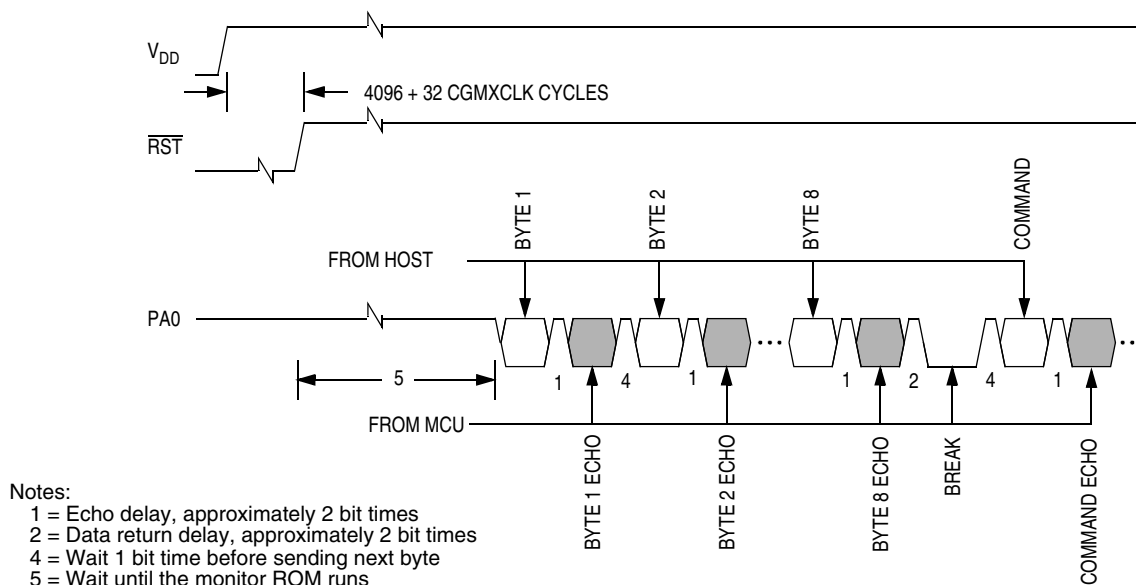 VDD
4096 + 32 CGMXCLK CYCLES
RST
BYTE 1
BYTE 2
BYTE 8
COMMAND
FROM HOST
PA0
5
1
4
1
1
2
4
1
FROM MCU
BYTE 1 ECHO
BYTE 2 ECHO
BYTE 8 ECHO
BREAK
COMMAND ECHO
Notes:
1 = Echo delay, approximately 2 bit times
2 = Data return delay, approximately 2 bit times
4 = Wait 1 bit time before sending next byte
5 = Wait until the monitor ROM runs